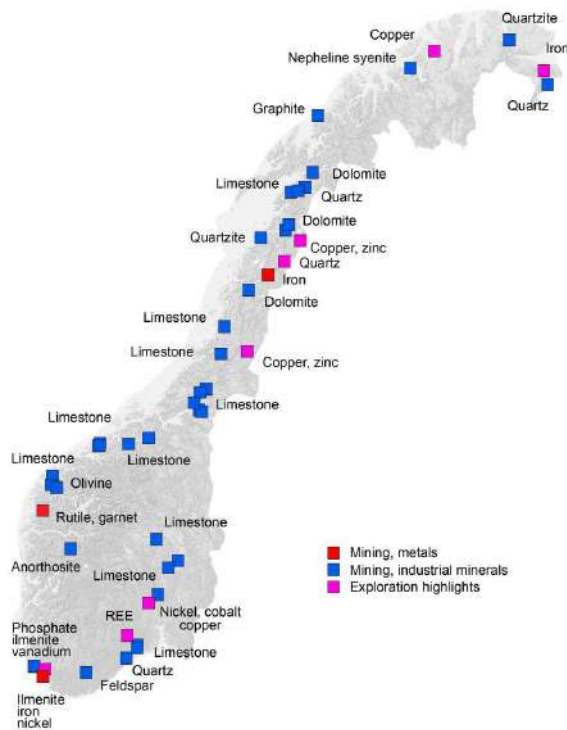 Quartzite
Copper
Iron
Nepheline syenite
Quartz
Graphite
Dolomite
Limestone
Quartz
Dolomite
Quartzite
Copper, zinc
Quartz
Iron
Dolomite
Limestone
Limestone
Copper, zinc
Limestone
Limestone
Limestone
Limestone
Olivine
Rutile, garnet
Limestone
Anorthosite
Limestone
Mining, metals
Mining, industrial minerals
Exploration highlights
Nickel, cobalt
copper
REE
Phosphate
ilmenite
vanadium
Limestone
Quartz
Feldspar
Ilmenite
iron
nickel